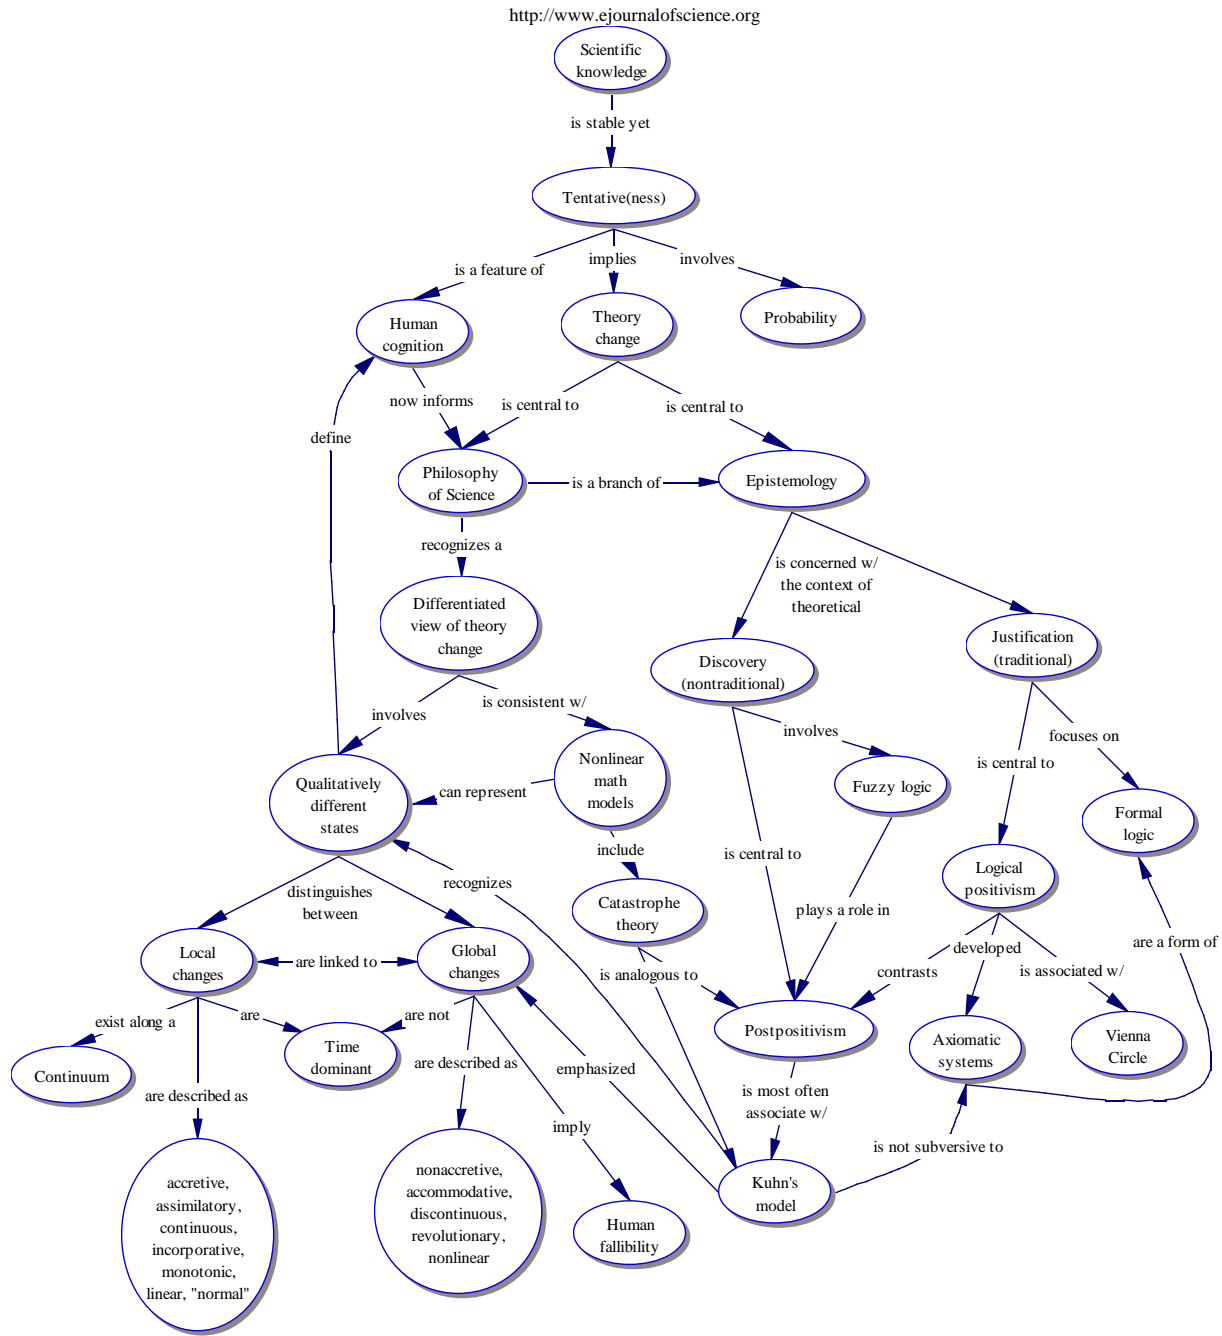 http://www.ejournalofscience.org
Scientific
knowledge
is stable yet
Tentative(ness)
is a feature of
implies
involves
Human
cognition
Theory
change
Probability
now informs
is central to
is central to
define
Philosophy
of Science
is a branch of
Epistemology
recognizes a
is concerned w/
the context of
theoretical
Differentiated
view of theory
change
Discovery
(nontraditional)
Justification
(traditional)
involves
is consistent w/
involves
focuses on
Qualitatively
different
states
can represent
Nonlinear
math
models
Fuzzy logic
is central to
Formal
logic
include
is central to
distinguishes
between
recognizes
Catastrophe
theory
plays a role in
Logical
positivism
Local
changes
are linked to
Global
changes
is analogous to
contrasts
developed
is associated w/
are a form of
exist along a
are
are not
Continuum
Time
dominant
Postpositivism
Axiomatic
systems
Vienna
Circle
are described as
are described as
emphasized
imply
is most often
associate w/
is not subversive to
accretive,
assimilatory,
continuous,
incorporative,
monotonic,
linear, "normal"
nonaccretive,
accommodative,
discontinuous,
revolutionary,
nonlinear
Human
fallibility
Kuhn's
model